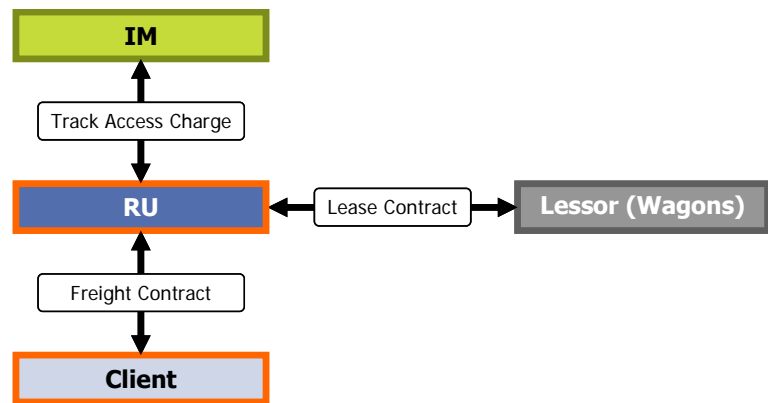 IM
Track Access Charge
RU
Lease Contract
Lessor (Wagons)
Freight Contract
Client